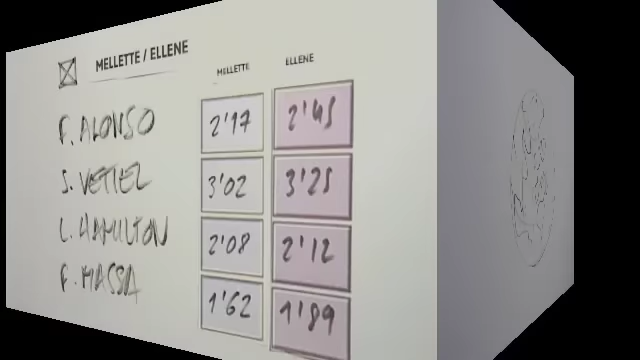 MELLETTE / ELLENE
MELLETTE ELLENE
F. ALONSO 2'17 2'45
S. VETTEL 3'02 3'25
L. HAMILTON 2'08 2'12
F. MASSA 1'62 1'89